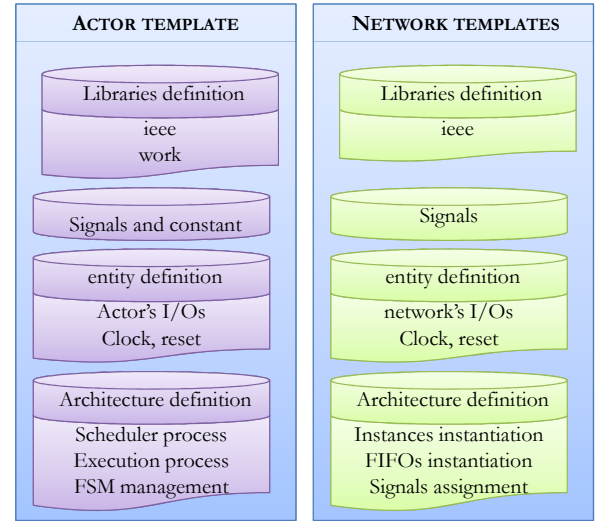 ACTOR TEMPLATE
Libraries definition
ieee
work
Signals and constant
entity definition
Actor's I/Os
Clock, reset
Architecture definition
Scheduler process
Execution process
FSM management
NETWORK TEMPLATES
Libraries definition
ieee
Signals
entity definition
network's I/Os
Clock, reset
Architecture definition
Instances instantiation
FIFOs instantiation
Signals assignment